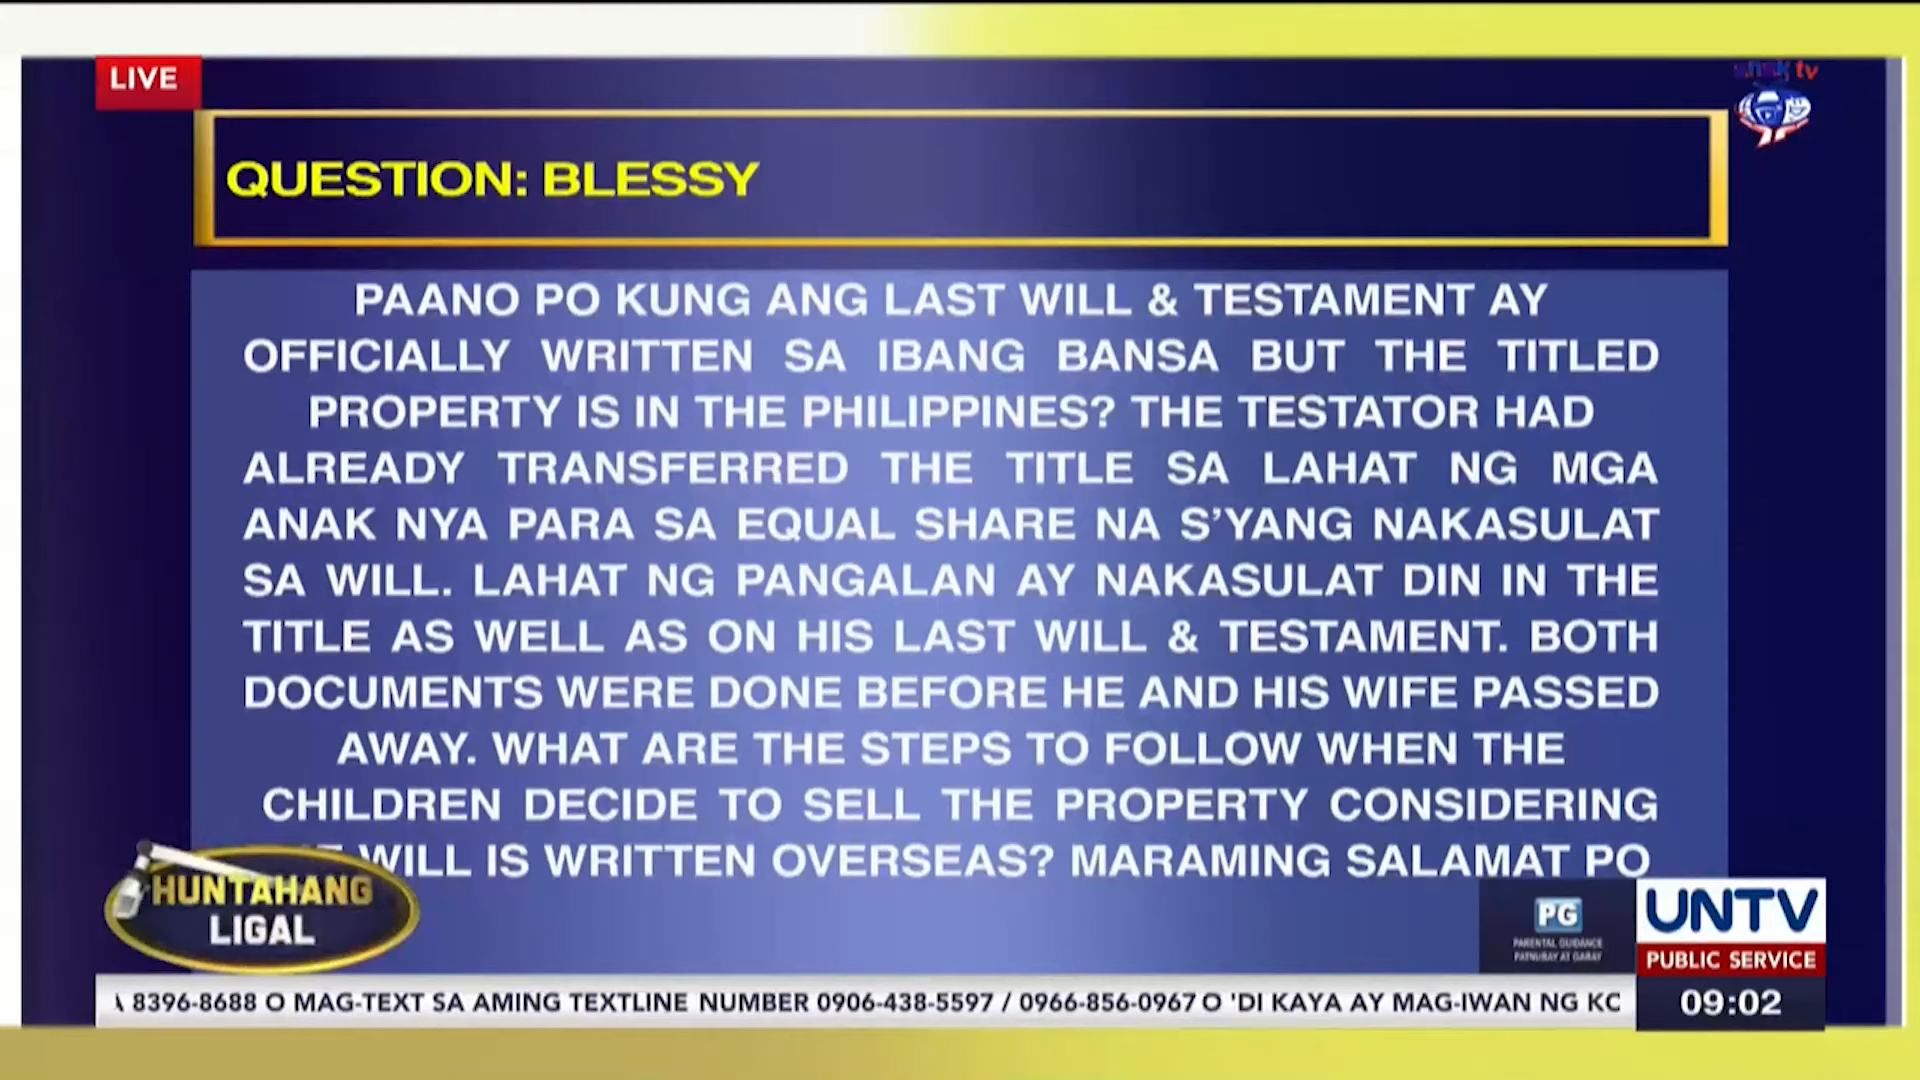 LIVE
tv
QUESTION: BLESSY
PAANO PO KUNG ANG LAST WILL & TESTAMENT AY
OFFICIALLY WRITTEN SA IBANG BANSA BUT THE TITLED
PROPERTY IS IN THE PHILIPPINES? THE TESTATOR HAD
ALREADY TRANSFERRED THE TITLE SA LAHAT NG MGA
ANAK NYA PARA SA EQUAL SHARE NA S'YANG NAKASULAT
SA WILL. LAHAT NG PANGALAN AY NAKASULAT DIN IN THE
TITLE AS WELL AS ON HIS LAST WILL & TESTAMENT. BOTH
DOCUMENTS WERE DONE BEFORE HE AND HIS WIFE PASSED
AWAY. WHAT ARE THE STEPS TO FOLLOW WHEN THE
CHILDREN DECIDE TO SELL THE PROPERTY CONSIDERING
WILL IS WRITTEN OVERSEAS? MARAMING SALAMAT PO
HUNTAHANG
LIGAL
PG
PARENTAL GUIDANCE
PATNUBAY AT GABAY
UNTV
PUBLIC SERVICE
09:02
8396-8688 O MAG-TEXT SA AMING TEXTLINE NUMBER 0906-438-5597 / 0966-856-0967 O 'DI KAYA AY MAG-IWAN NG